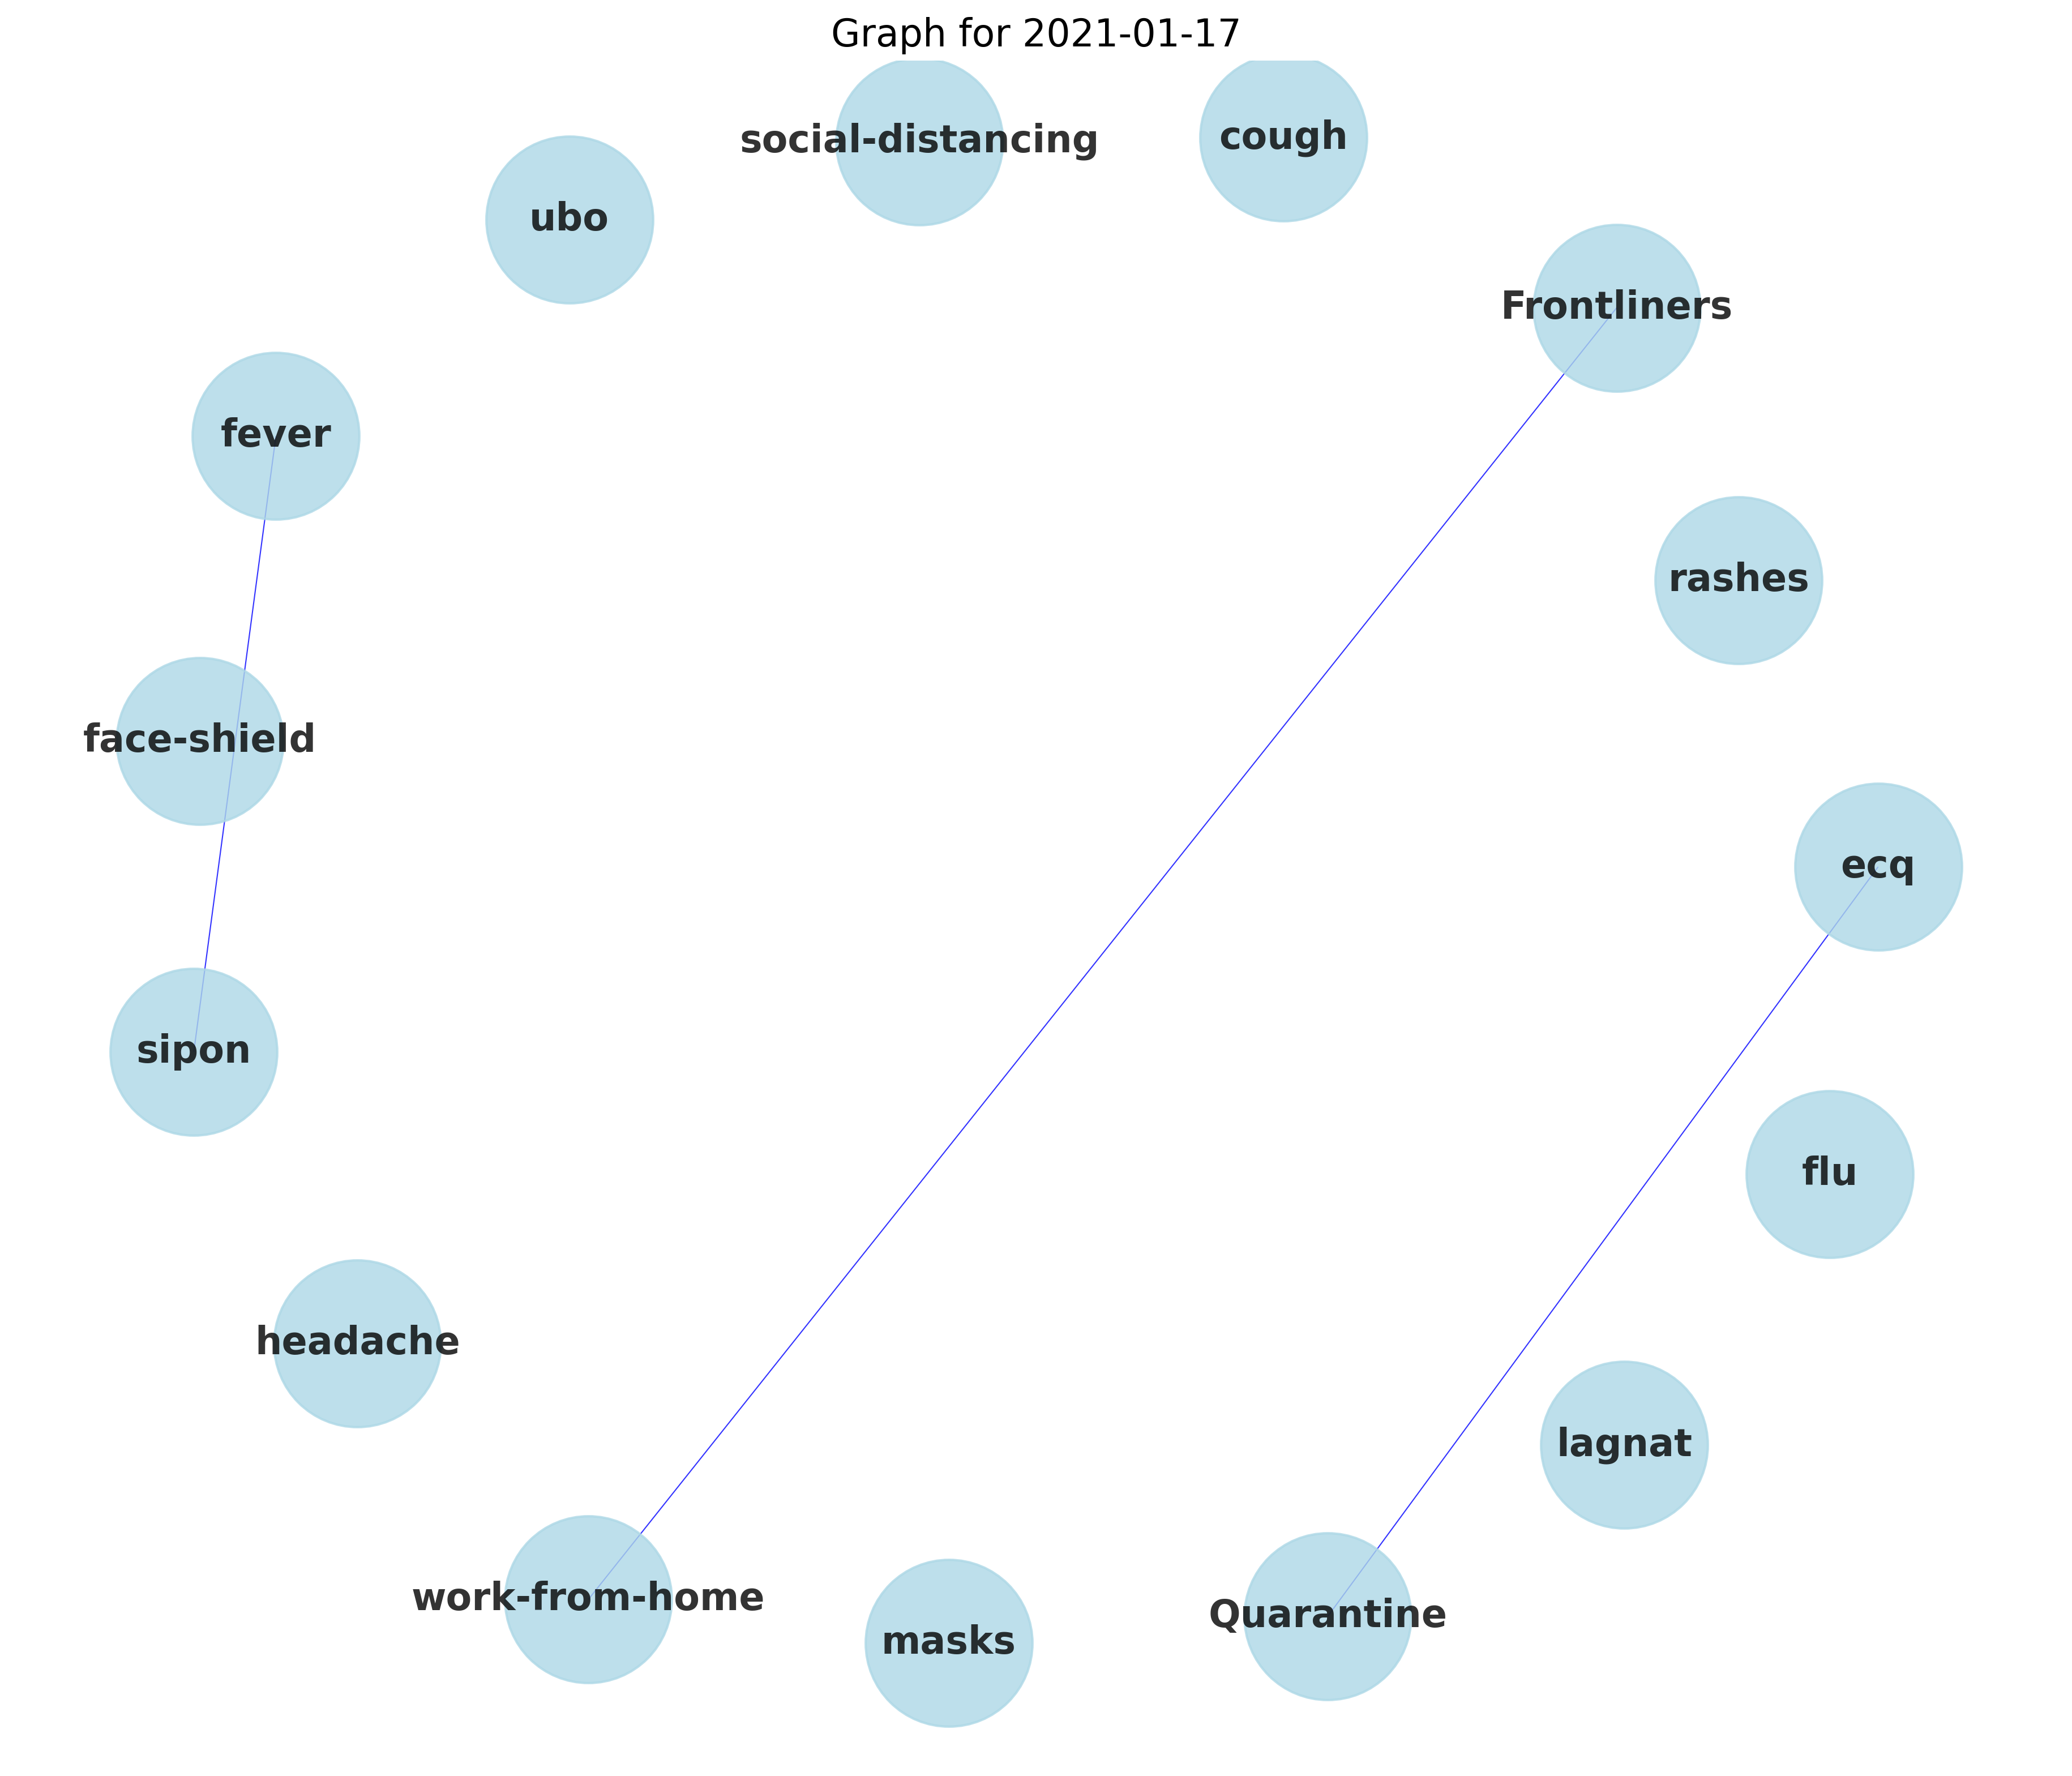 Graph for 2021-01-17
social-distancing
cough
ubo
Frontliners
fever
rashes
face-shield
ecq
sipon
flu
headache
lagnat
work-from-home
Quarantine
masks